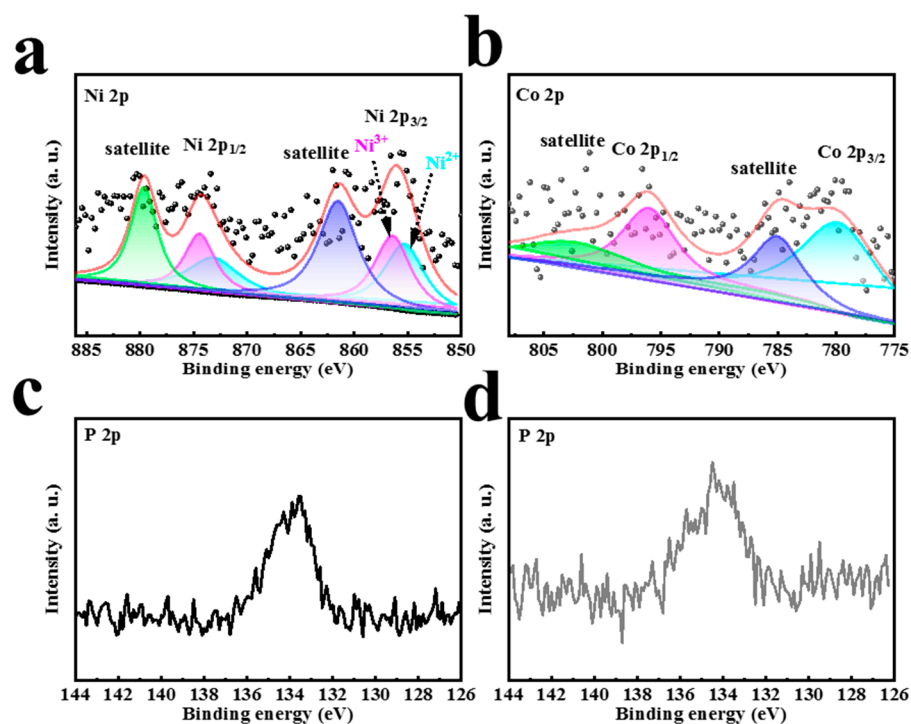 a
Ni 2p
satellite
Ni 2p1/2
satellite
Ni 2p3/2
Ni3+
Ni2+
Intensity (a. u.)
885 880 875 870 865 860 855 850
Binding energy (eV)
b
Co 2p
satellite
Co 2p1/2
satellite
Co 2p3/2
Intensity (a. u.)
805 800 795 790 785 780 775
Binding energy (eV)
c
P 2p
Intensity (a. u.)
144 142 140 138 136 134 132 130 128 126
Binding energy (eV)
d
P 2p
Intensity (a. u.)
144 142 140 138 136 134 132 130 128 126
Binding energy (eV)